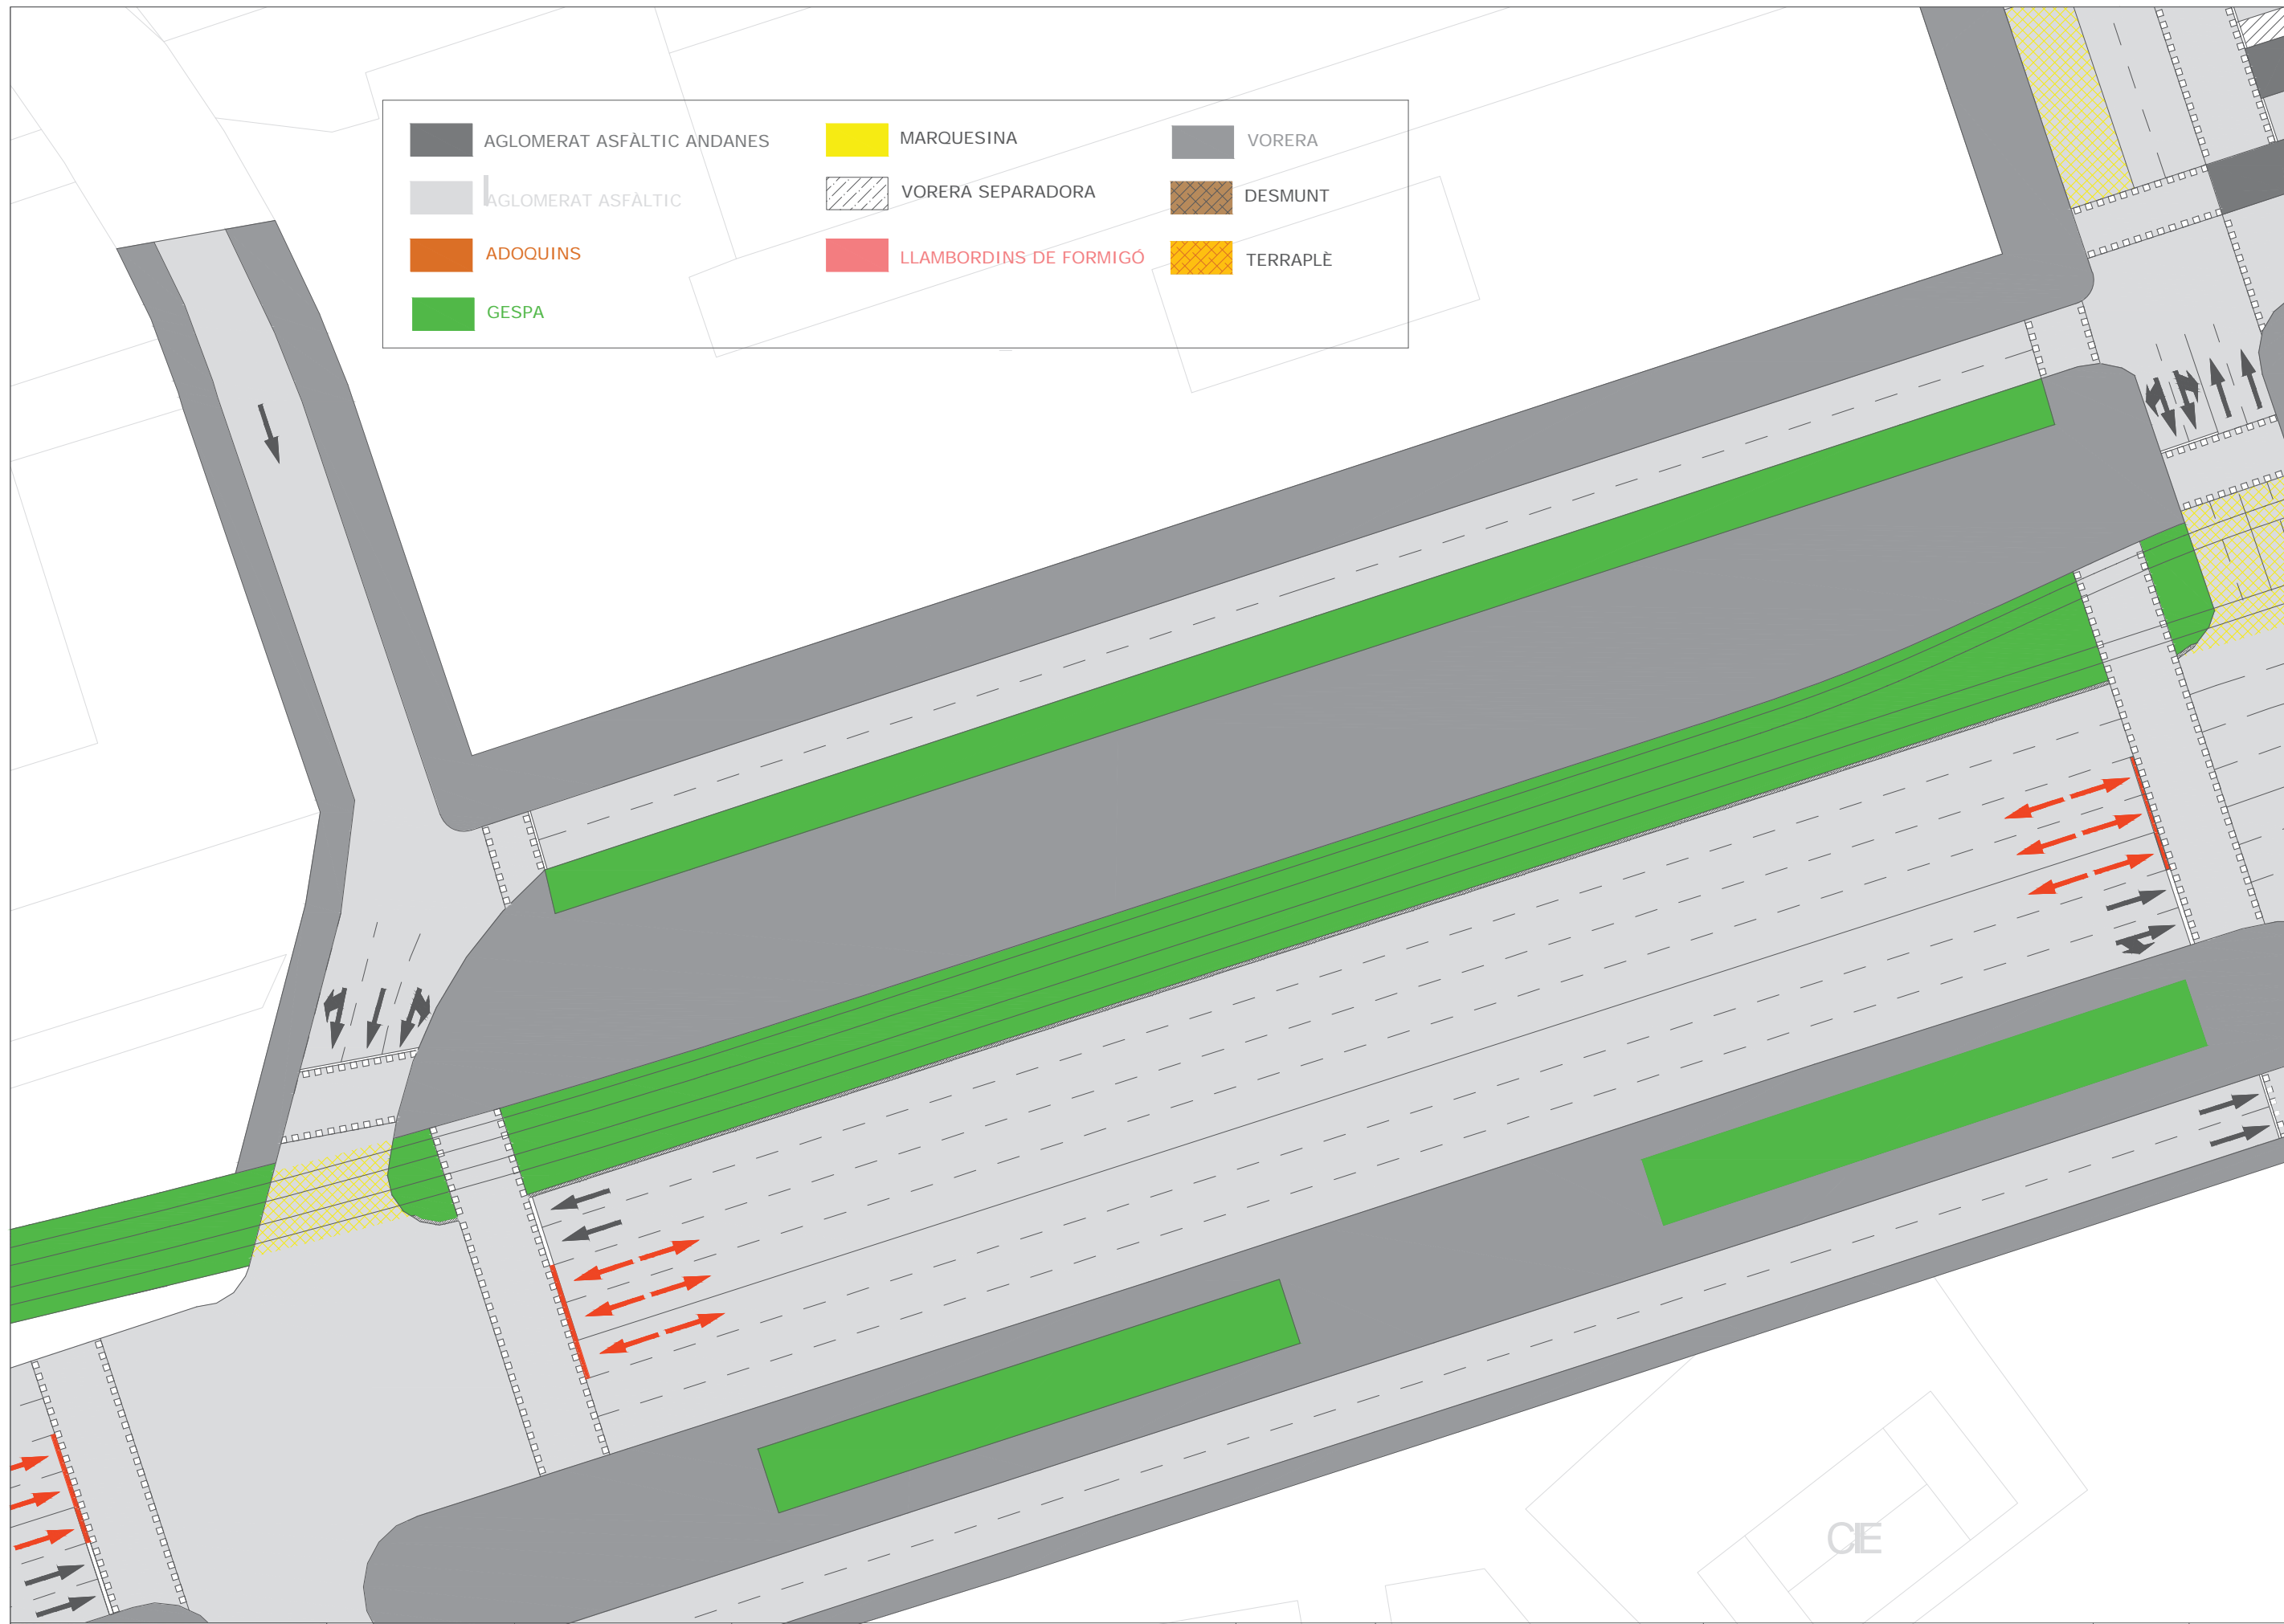 AGLOMERAT ASFÀLTIC ANDANES
AGLOMERAT ASFÀLTIC
ADOQUINS
GESPA
MARQUESINA
VORERA SEPARADORA
LLAMBORDINS DE FORMIGÓ
VORERA
DESMUNT
TERRAPLÈ
CIE